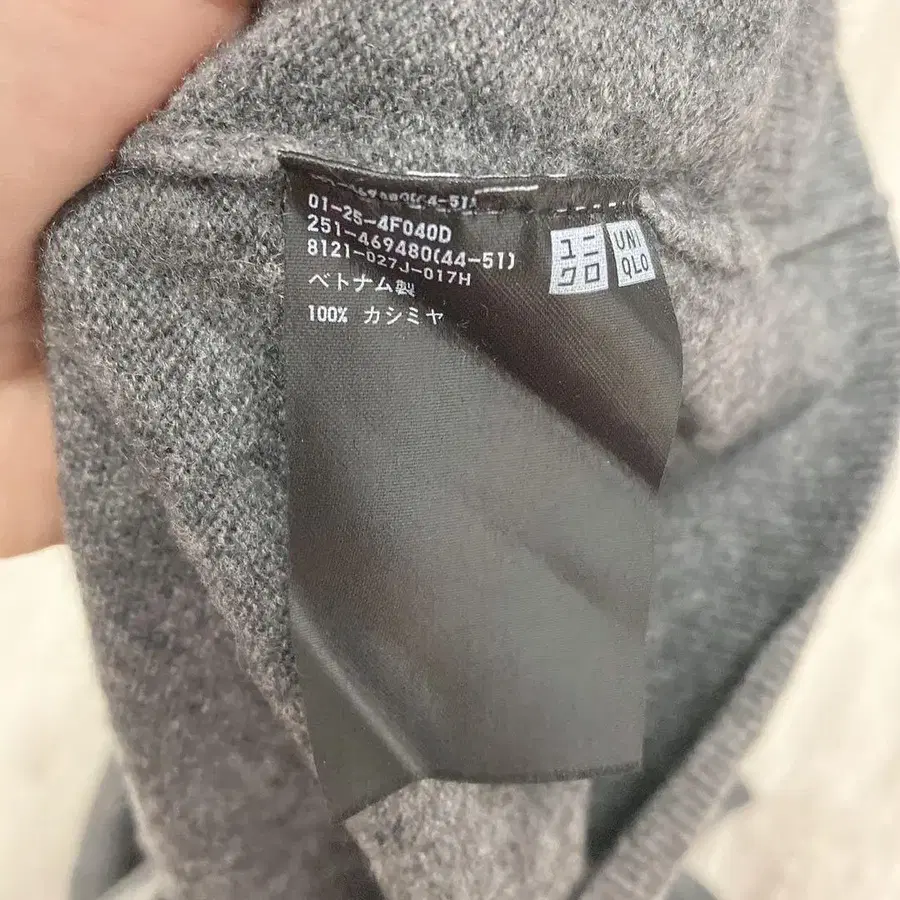 01-25-4F040D
251-469480(44-51)
8121-027J-017H
ベトナム製
100% カシミヤ
ユニ
クロ
UNI
QLO